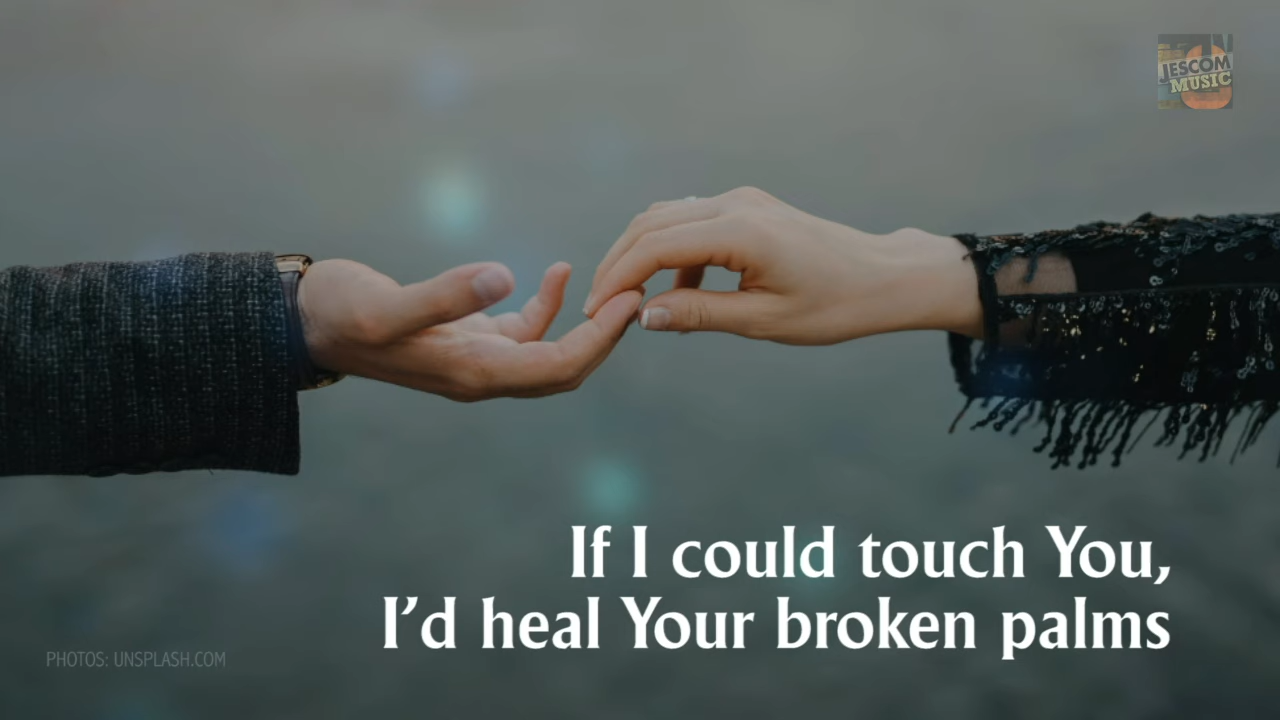 JESCOM
MUSIC
If I could touch You,
I’d heal Your broken palms
PHOTOS: UNSPLASH.COM